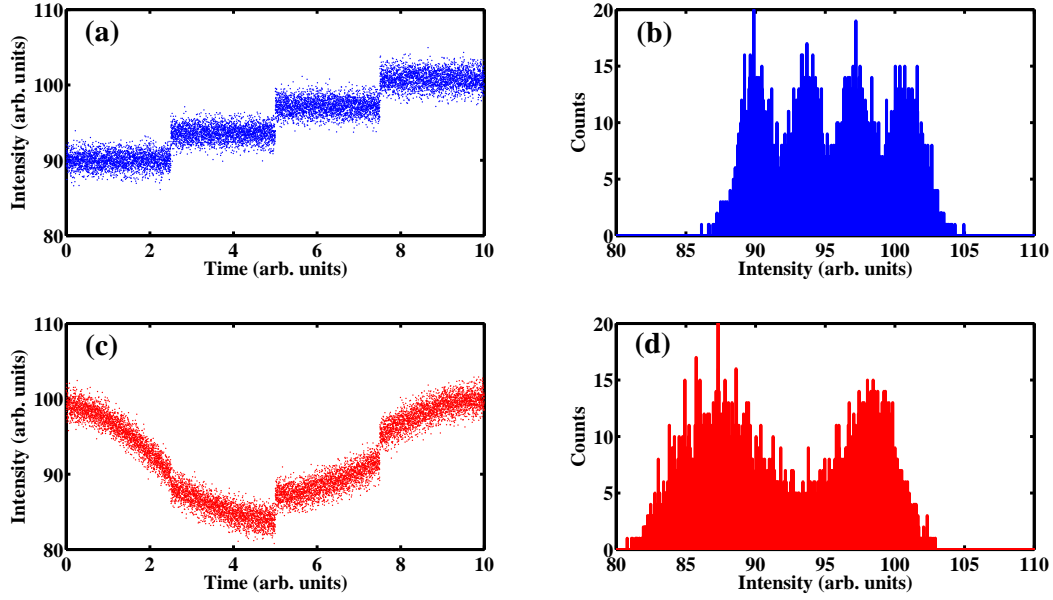 (a)
110
100
90
80
Intensity (arb. units)
0 2 4 6 8 10
Time (arb. units)
(b)
20
15
10
5
0
Counts
80 85 90 95 100 105 110
Intensity (arb. units)
(c)
110
100
90
80
Intensity (arb. units)
0 2 4 6 8 10
Time (arb. units)
(d)
20
15
10
5
0
Counts
80 85 90 95 100 105 110
Intensity (arb. units)